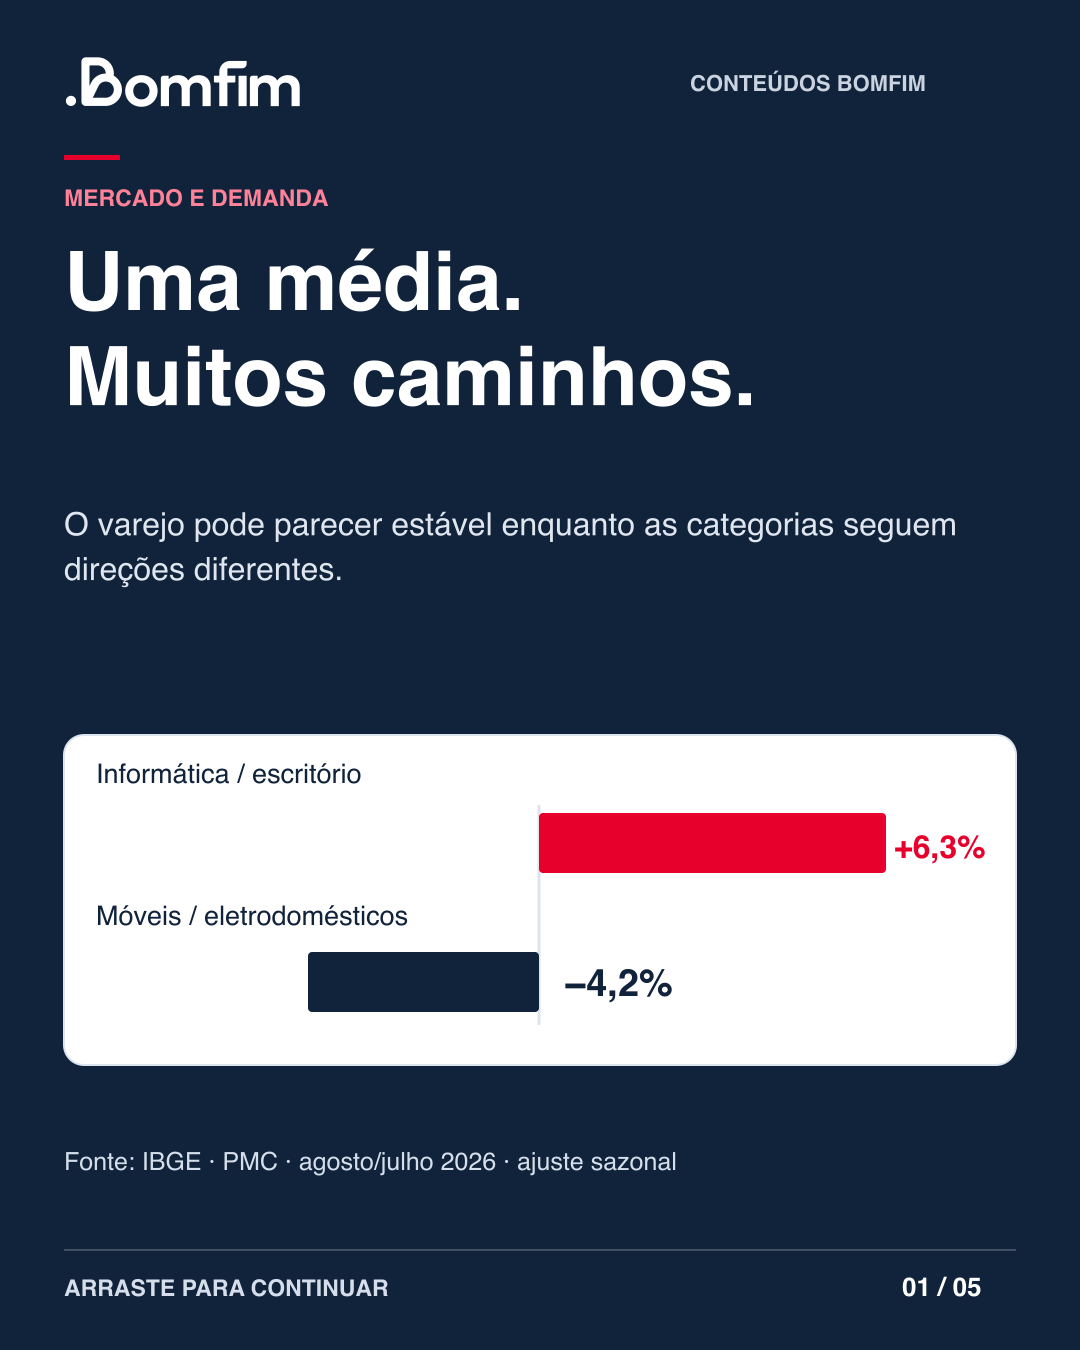 .Bomfim
CONTEÚDOS BOMFIM
MERCADO E DEMANDA
Uma média.
Muitos caminhos.
O varejo pode parecer estável enquanto as categorias seguem
direções diferentes.
Informática / escritório
+6,3%
Móveis / eletrodomésticos
–4,2%
Fonte: IBGE · PMC · agosto/julho 2026 · ajuste sazonal
ARRASTE PARA CONTINUAR
01 / 05